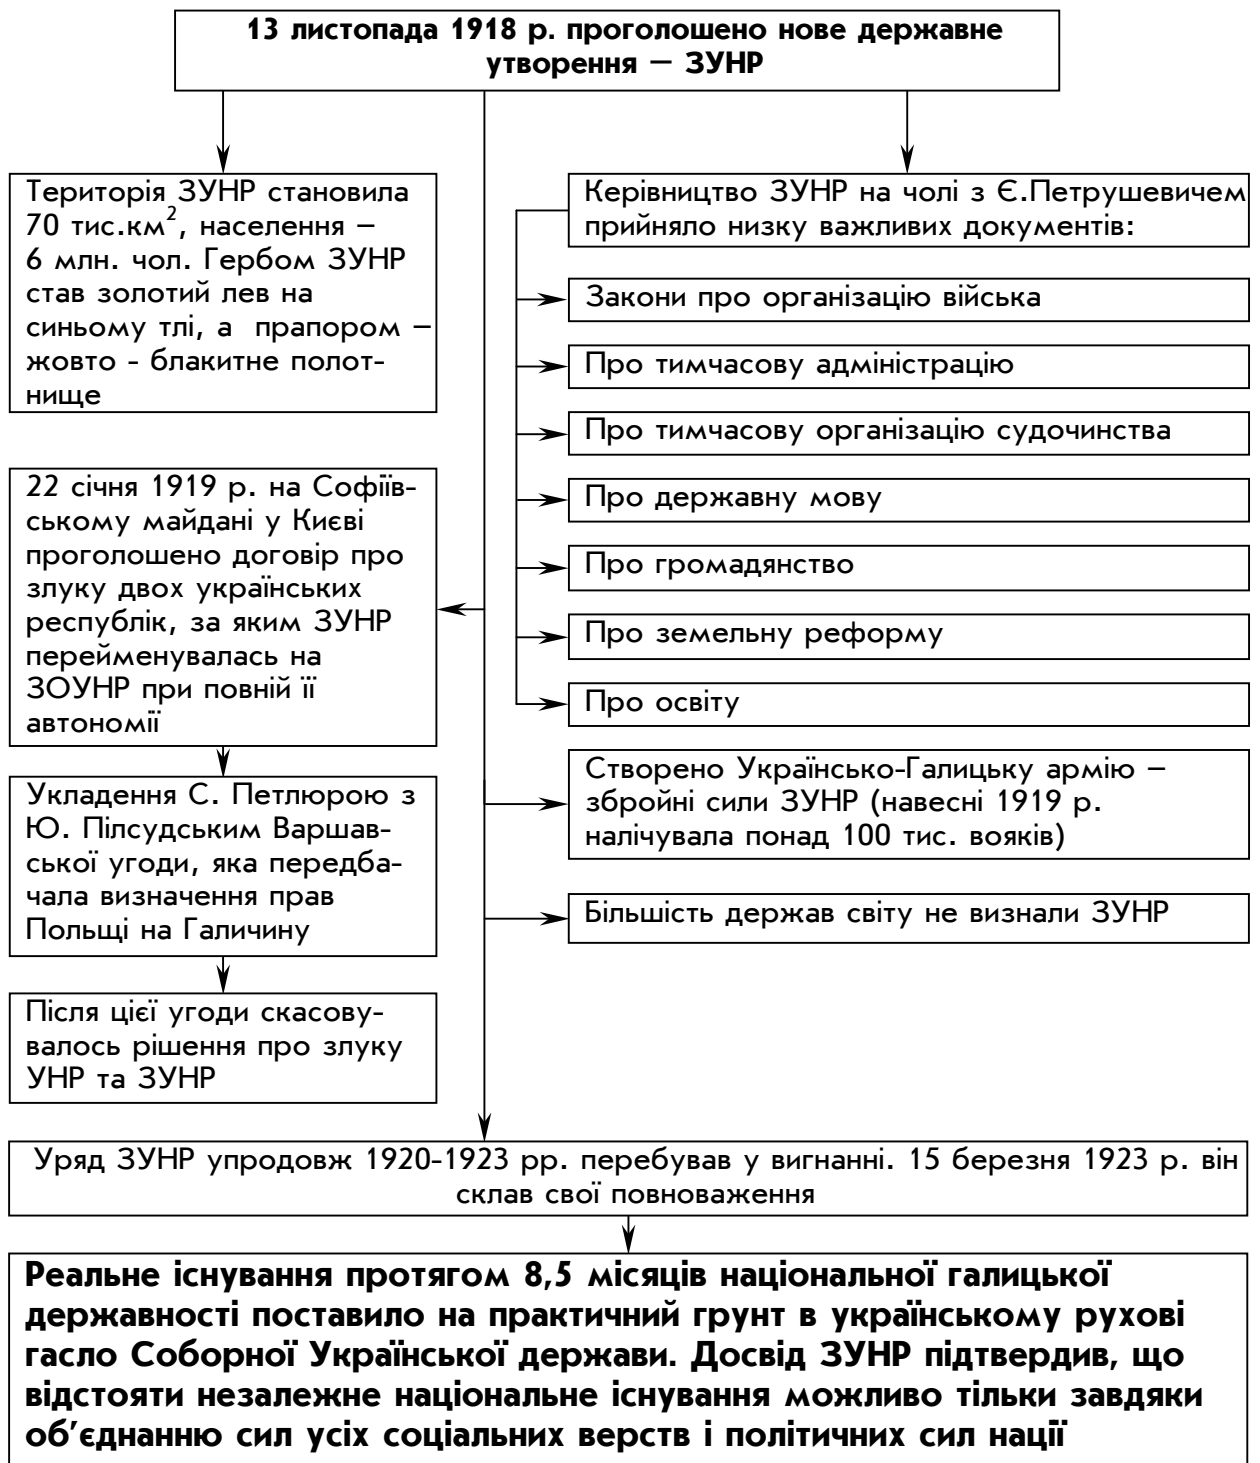 13 листопада 1918 р. проголошено нове державне
утворення – ЗУНР
Територія ЗУНР становила
70 тис.км², населення –
6 млн. чол. Гербом ЗУНР
став золотий лев на
синьому тлі, а прапором –
жовто - блакитне полот-
нище
22 січня 1919 р. на Софіїв-
ському майдані у Києві
проголошено договір про
злуку двох українських
республік, за яким ЗУНР
перейменувалась на
ЗОУНР при повній її
автономії
Укладення С. Петлюрою з
Ю. Пілсудським Варшав-
ської угоди, яка передба-
чала визначення прав
Польщі на Галичину
Після цієї угоди скасову-
валось рішення про злуку
УНР та ЗУНР
Керівництво ЗУНР на чолі з Є.Петрушевичем
прийняло низку важливих документів:
Закони про організацію війська
Про тимчасову адміністрацію
Про тимчасову організацію судочинства
Про державну мову
Про громадянство
Про земельну реформу
Про освіту
Створено Українсько-Галицьку армію –
збройні сили ЗУНР (навесні 1919 р.
налічувала понад 100 тис. вояків)
Більшість держав світу не визнали ЗУНР
Уряд ЗУНР упродовж 1920-1923 рр. перебував у вигнанні. 15 березня 1923 р. він
склав свої повноваження
Реальне існування протягом 8,5 місяців національної галицької
державності поставило на практичний грунт в українському рухові
гасло Соборної Української держави. Досвід ЗУНР підтвердив, що
відстояти незалежне національне існування можливо тільки завдяки
об'єднанню сил усіх соціальних верств і політичних сил нації